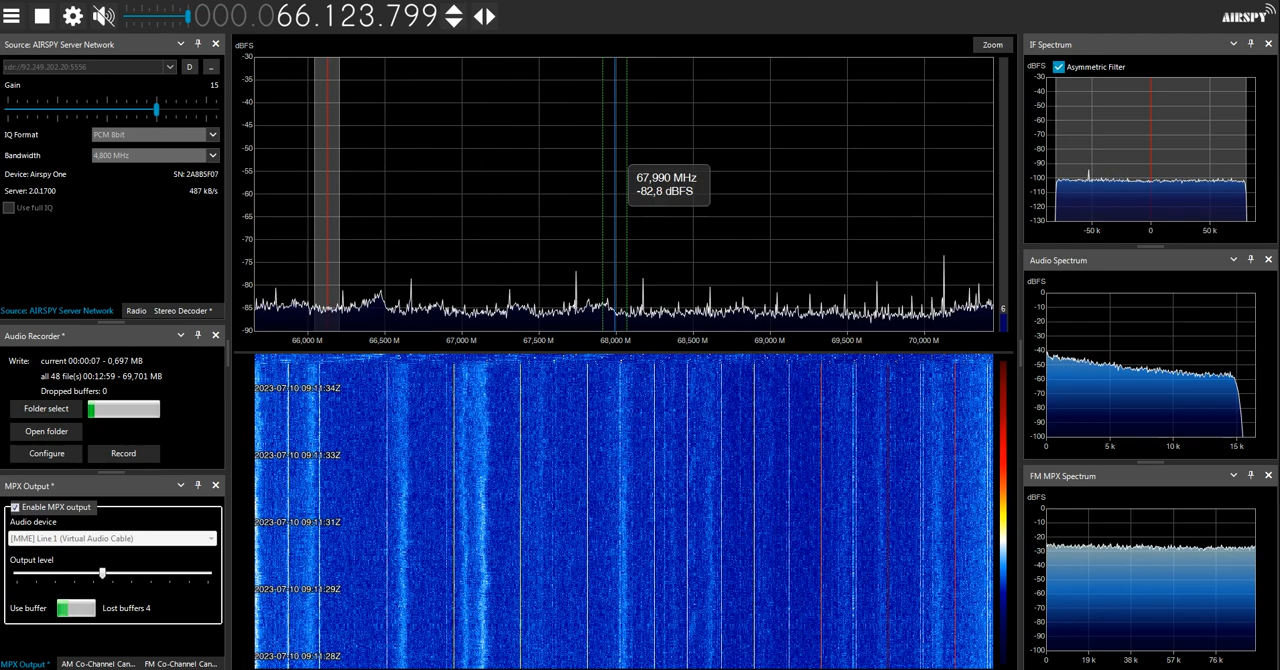 000.066.123.799
AIRSPY
Source: AIRSPY Server Network
sdr://92.249.202.20:5556
D
...
Gain
15
IQ Format
PCM 8bit
Bandwidth
4,800 MHz
Device: Airspy One
SN: 2A8B5F07
Server: 2.0.1700
487 kB/s
Use full IQ
Source: AIRSPY Server Network
Radio
Stereo Decoder *
Audio Recorder *
Write:
current 00:00:07 - 0,697 MB
all 48 file(s) 00:12:59 - 69,701 MB
Dropped buffers: 0
Folder select
Open folder
Configure
Record
MPX Output *
Enable MPX output
Audio device
[MME] Line 1 (Virtual Audio Cable)
Output level
Use buffer
Lost buffers 4
MPX Output *
AM Co-Channel Can...
FM Co-Channel Can...
dBFS
Zoom
-30
-35
-40
-45
-50
-55
-60
-65
-70
-75
-80
-85
-90
67,990 MHz
-82,8 dBFS
6
66,000 M
66,500 M
67,000 M
67,500 M
68,000 M
68,500 M
69,000 M
69,500 M
70,000 M
2023-07-10 09:11:34Z
2023-07-10 09:11:33Z
2023-07-10 09:11:31Z
2023-07-10 09:11:29Z
2023-07-10 09:11:28Z
IF Spectrum
dBFS
Asymmetric Filter
-30
-40
-50
-60
-70
-80
-90
-100
-110
-120
-130
-50 k
0
50 k
Audio Spectrum
dBFS
0
-10
-20
-30
-40
-50
-60
-70
-80
-90
-100
0
5 k
10 k
15 k
FM MPX Spectrum
dBFS
0
-10
-20
-30
-40
-50
-60
-70
-80
-90
-100
0
19 k
38 k
57 k
76 k